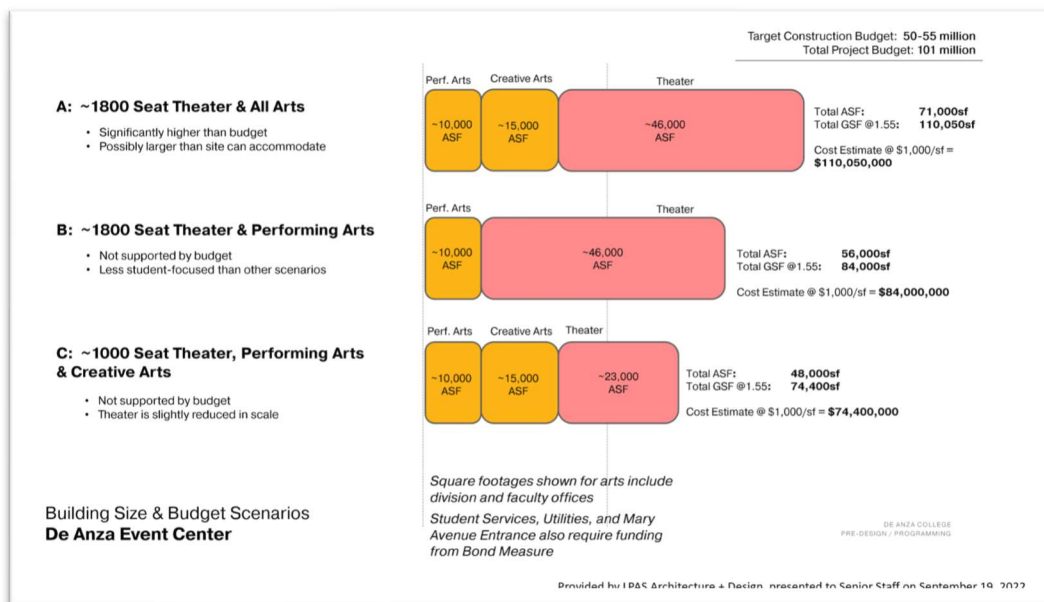 Target Construction Budget: 50-55 million
Total Project Budget: 101 million
A: ~1800 Seat Theater & All Arts
• Significantly higher than budget
• Possibly larger than site can accommodate
Perf. Arts
Creative Arts
Theater
~10,000
ASF
~15,000
ASF
~46,000
ASF
Total ASF: 71,000sf
Total GSF @1.55: 110,050sf
Cost Estimate @ $1,000/sf =
$110,050,000
B: ~1800 Seat Theater & Performing Arts
• Not supported by budget
• Less student-focused than other scenarios
Perf. Arts
Theater
~10,000
ASF
~46,000
ASF
Total ASF: 56,000sf
Total GSF @1.55: 84,000sf
Cost Estimate @ $1,000/sf = $84,000,000
C: ~1000 Seat Theater, Performing Arts
& Creative Arts
• Not supported by budget
• Theater is slightly reduced in scale
Perf. Arts
Creative Arts
Theater
~10,000
ASF
~15,000
ASF
~23,000
ASF
Total ASF: 48,000sf
Total GSF @1.55: 74,400sf
Cost Estimate @ $1,000/sf = $74,400,000
Square footages shown for arts include
division and faculty offices
Student Services, Utilities, and Mary
Avenue Entrance also require funding
from Bond Measure
Building Size & Budget Scenarios
De Anza Event Center
DE ANZA COLLEGE
PRE-DESIGN / PROGRAMMING
Provided by LPAS Architecture + Design, presented to Senior Staff on September 19, 2022